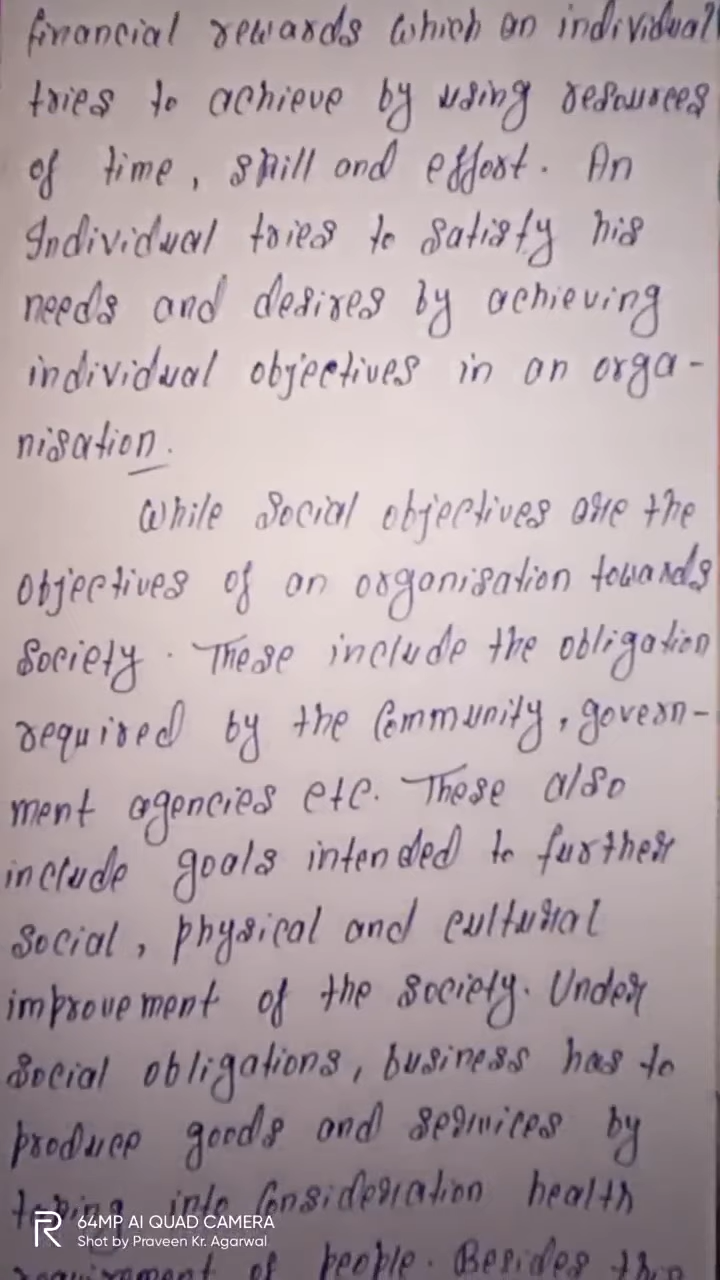 financial rewards which an individual
tries to achieve by using resources
of time, skill and effort. An
Individual tries to satisfy his
needs and desires by achieving
individual objectives in an orga-
nisation.
While Social objectives are the
objectives of an organisation towards
Society. These include the obligation
required by the Community, govern-
ment agencies etc. These also
include goals intended to further
social, physical and cultural
improvement of the society. Under
social obligations, business has to
produce goods and services by
taking into Consideration health
requirement of people. Besides this
64MP AI QUAD CAMERA
Shot by Praveen Kr. Agarwal